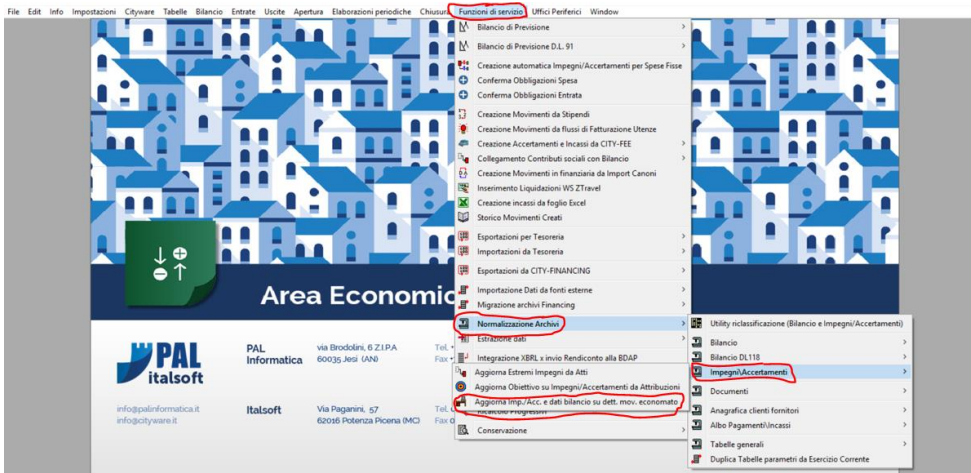 File Edit Info Impostazioni Cityware Tabelle Bilancio Entrate Uscite Apertura Elaborazioni periodiche Chiusur Funzioni di servizio Uffici Periferici Window
Bilancio di Previsione
Bilancio di Previsione D.L. 91
Creazione automatica Impegni/Accertamenti per Spese Fisse
Conferma Obbligazioni Spesa
Conferma Obbligazioni Entrata
Creazione Movimenti da Stipendi
Creazione Movimenti da flussi di Fatturazione Utenze
Creazione Accertamenti e Incassi da CITY-FEE
Collegamento Contributi sociali con Bilancio
Creazione Movimenti in finanziaria da Import Canoni
Inserimento Liquidazioni WS ZTravel
Creazione incassi da foglio Excel
Storico Movimenti Creati
Esportazioni per Tesoreria
Importazioni da Tesoreria
Esportazioni da CITY-FINANCING
Importazione Dati da fonti esterne
Migrazione archivi Financing
Normalizzazione Archivi
Estrazione dati
Integrazione XBRL x invio Rendiconto alla BDAP
Aggiorna Estremi Impegni da Atti
Aggiorna Obiettivo su Impegni/Accertamenti da Attribuzioni
Aggiorna Imp./Acc. e dati bilancio su dett. mov. economato
Ricalcolo Progressivi
Conservazione
Utility riclassificazione (Bilancio e Impegni/Accertamenti)
Bilancio
Bilancio DL118
Impegni\Accertamenti
Documenti
Anagrafica clienti fornitori
Albo Pagamenti\Incassi
Tabelle generali
Duplica Tabelle parametri da Esercizio Corrente
Area Economic
PAL
italsoft
PAL
Informatica
via Brodolini, 6 Z.I.P.A
60035 Jesi (AN)
Tel.
Fax
info@palinformatica.it
info@cityware.it
Italsoft
Via Paganini, 57
62016 Potenza Picena (MC)
Tel.
Fax